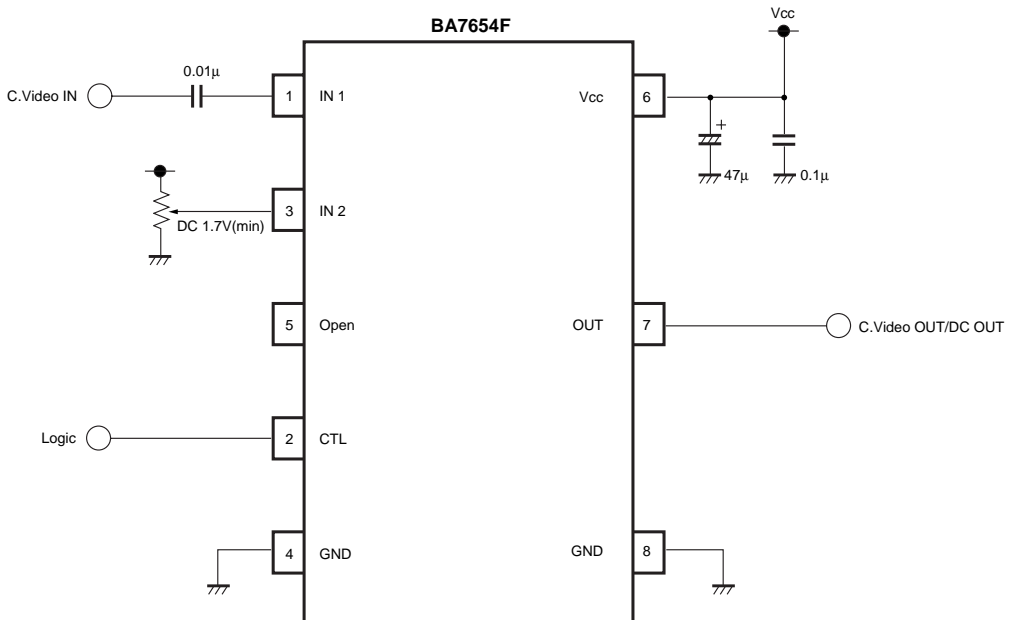 BA7654F
Vcc
0.01μ
C.Video IN
1 IN 1
Vcc 6
+
47μ
0.1μ
DC 1.7V(min)
3 IN 2
5 Open
OUT 7
C.Video OUT/DC OUT
Logic
2 CTL
4 GND
GND 8